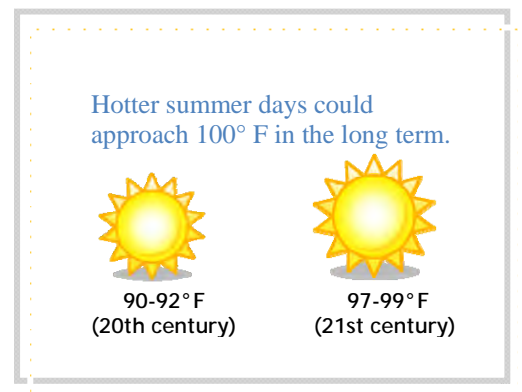 Hotter summer days could
approach 100° F in the long term.
90-92°F
(20th century)
97-99°F
(21st century)